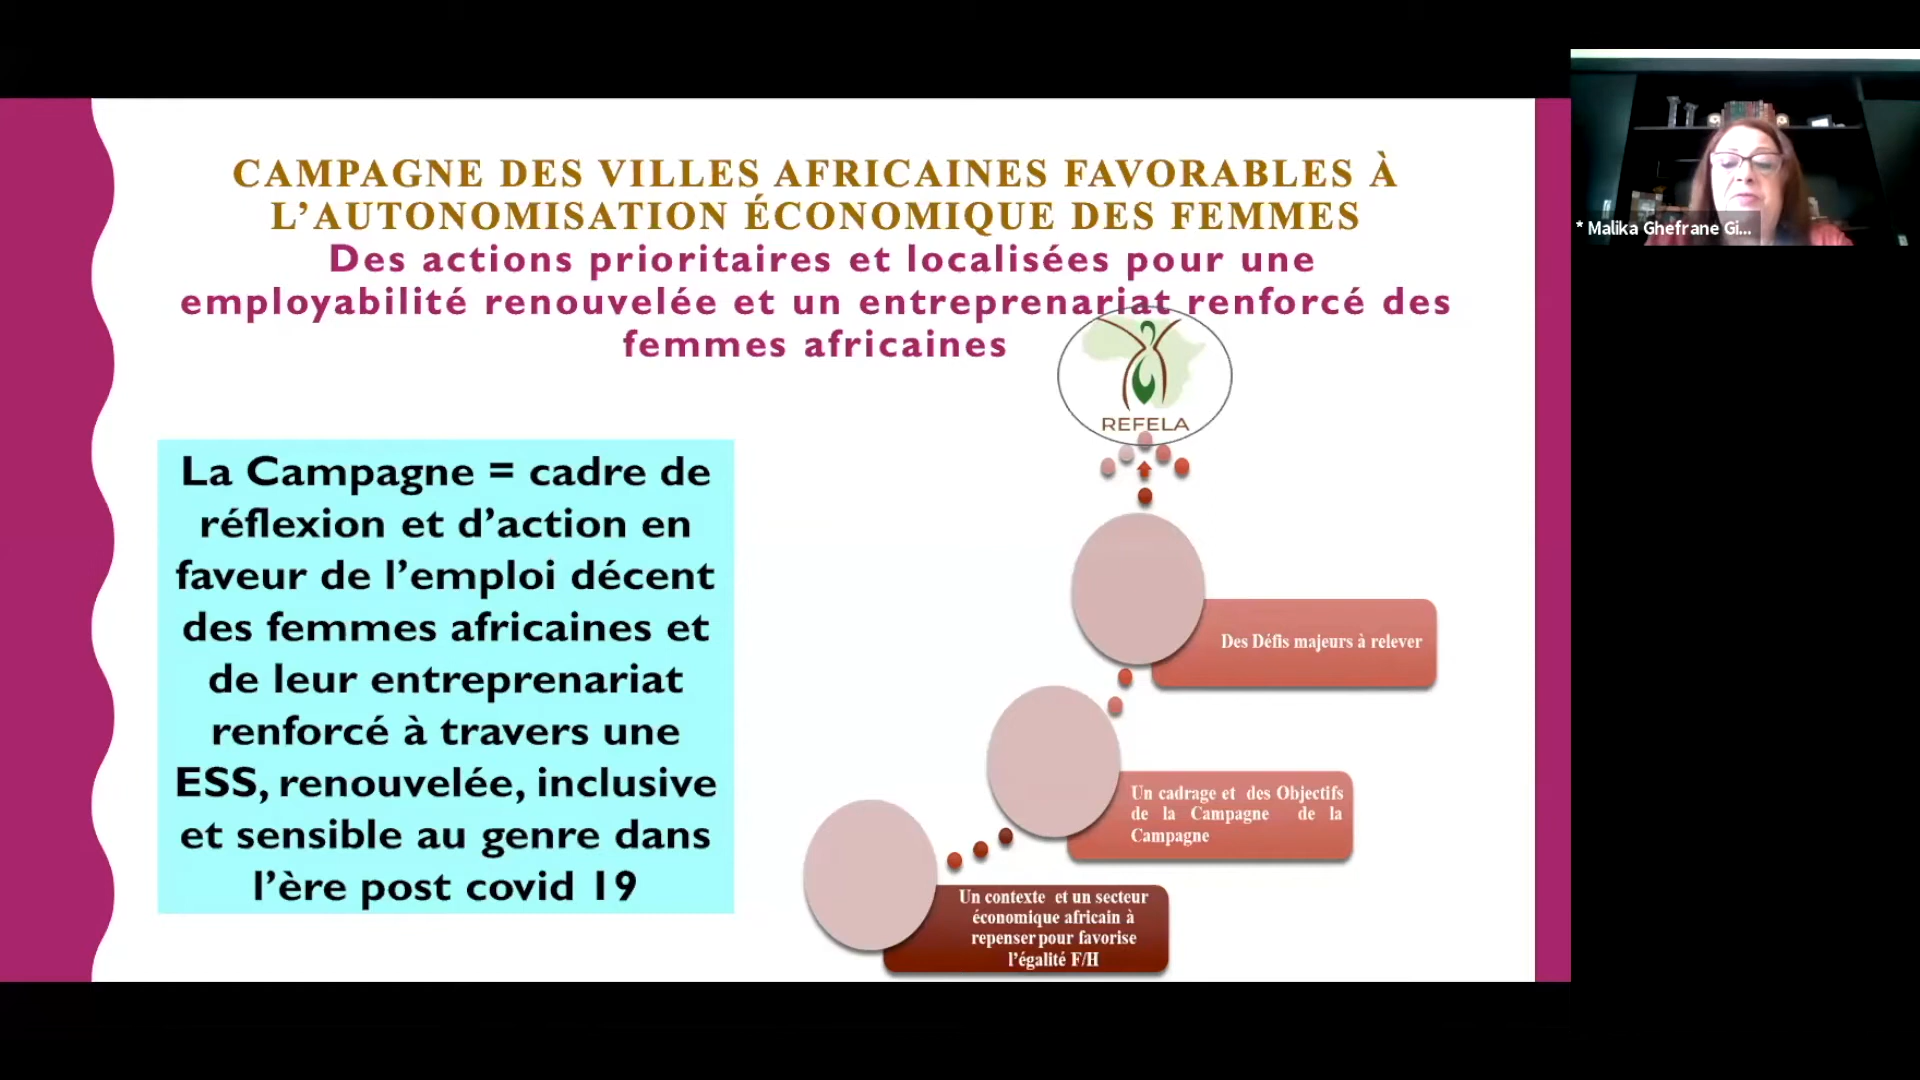 CAMPAGNE DES VILLES AFRICAINES FAVORABLES À
L’AUTONOMISATION ÉCONOMIQUE DES FEMMES
Des actions prioritaires et localisées pour une
employabilité renouvelée et un entreprenariat renforcé des
femmes africaines
REFELA
La Campagne = cadre de
réflexion et d’action en
faveur de l’emploi décent
des femmes africaines et
de leur entreprenariat
renforcé à travers une
ESS, renouvelée, inclusive
et sensible au genre dans
l’ère post covid 19
Des Défis majeurs à relever
Un cadrage et des Objectifs
de la Campagne de la
Campagne
Un contexte et un secteur
économique africain à
repenser pour favorise
l’égalité F/H
* Malika Ghefrane Gi...